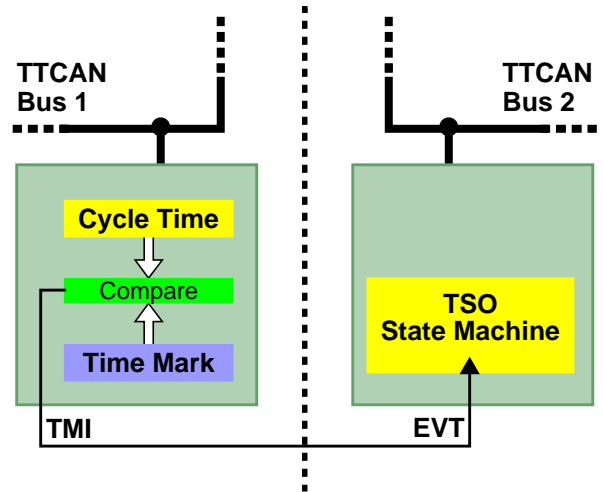 TTCAN
Bus 1
TTCAN
Bus 2
Cycle Time
Compare
Time Mark
TSO
State Machine
TMI
EVT